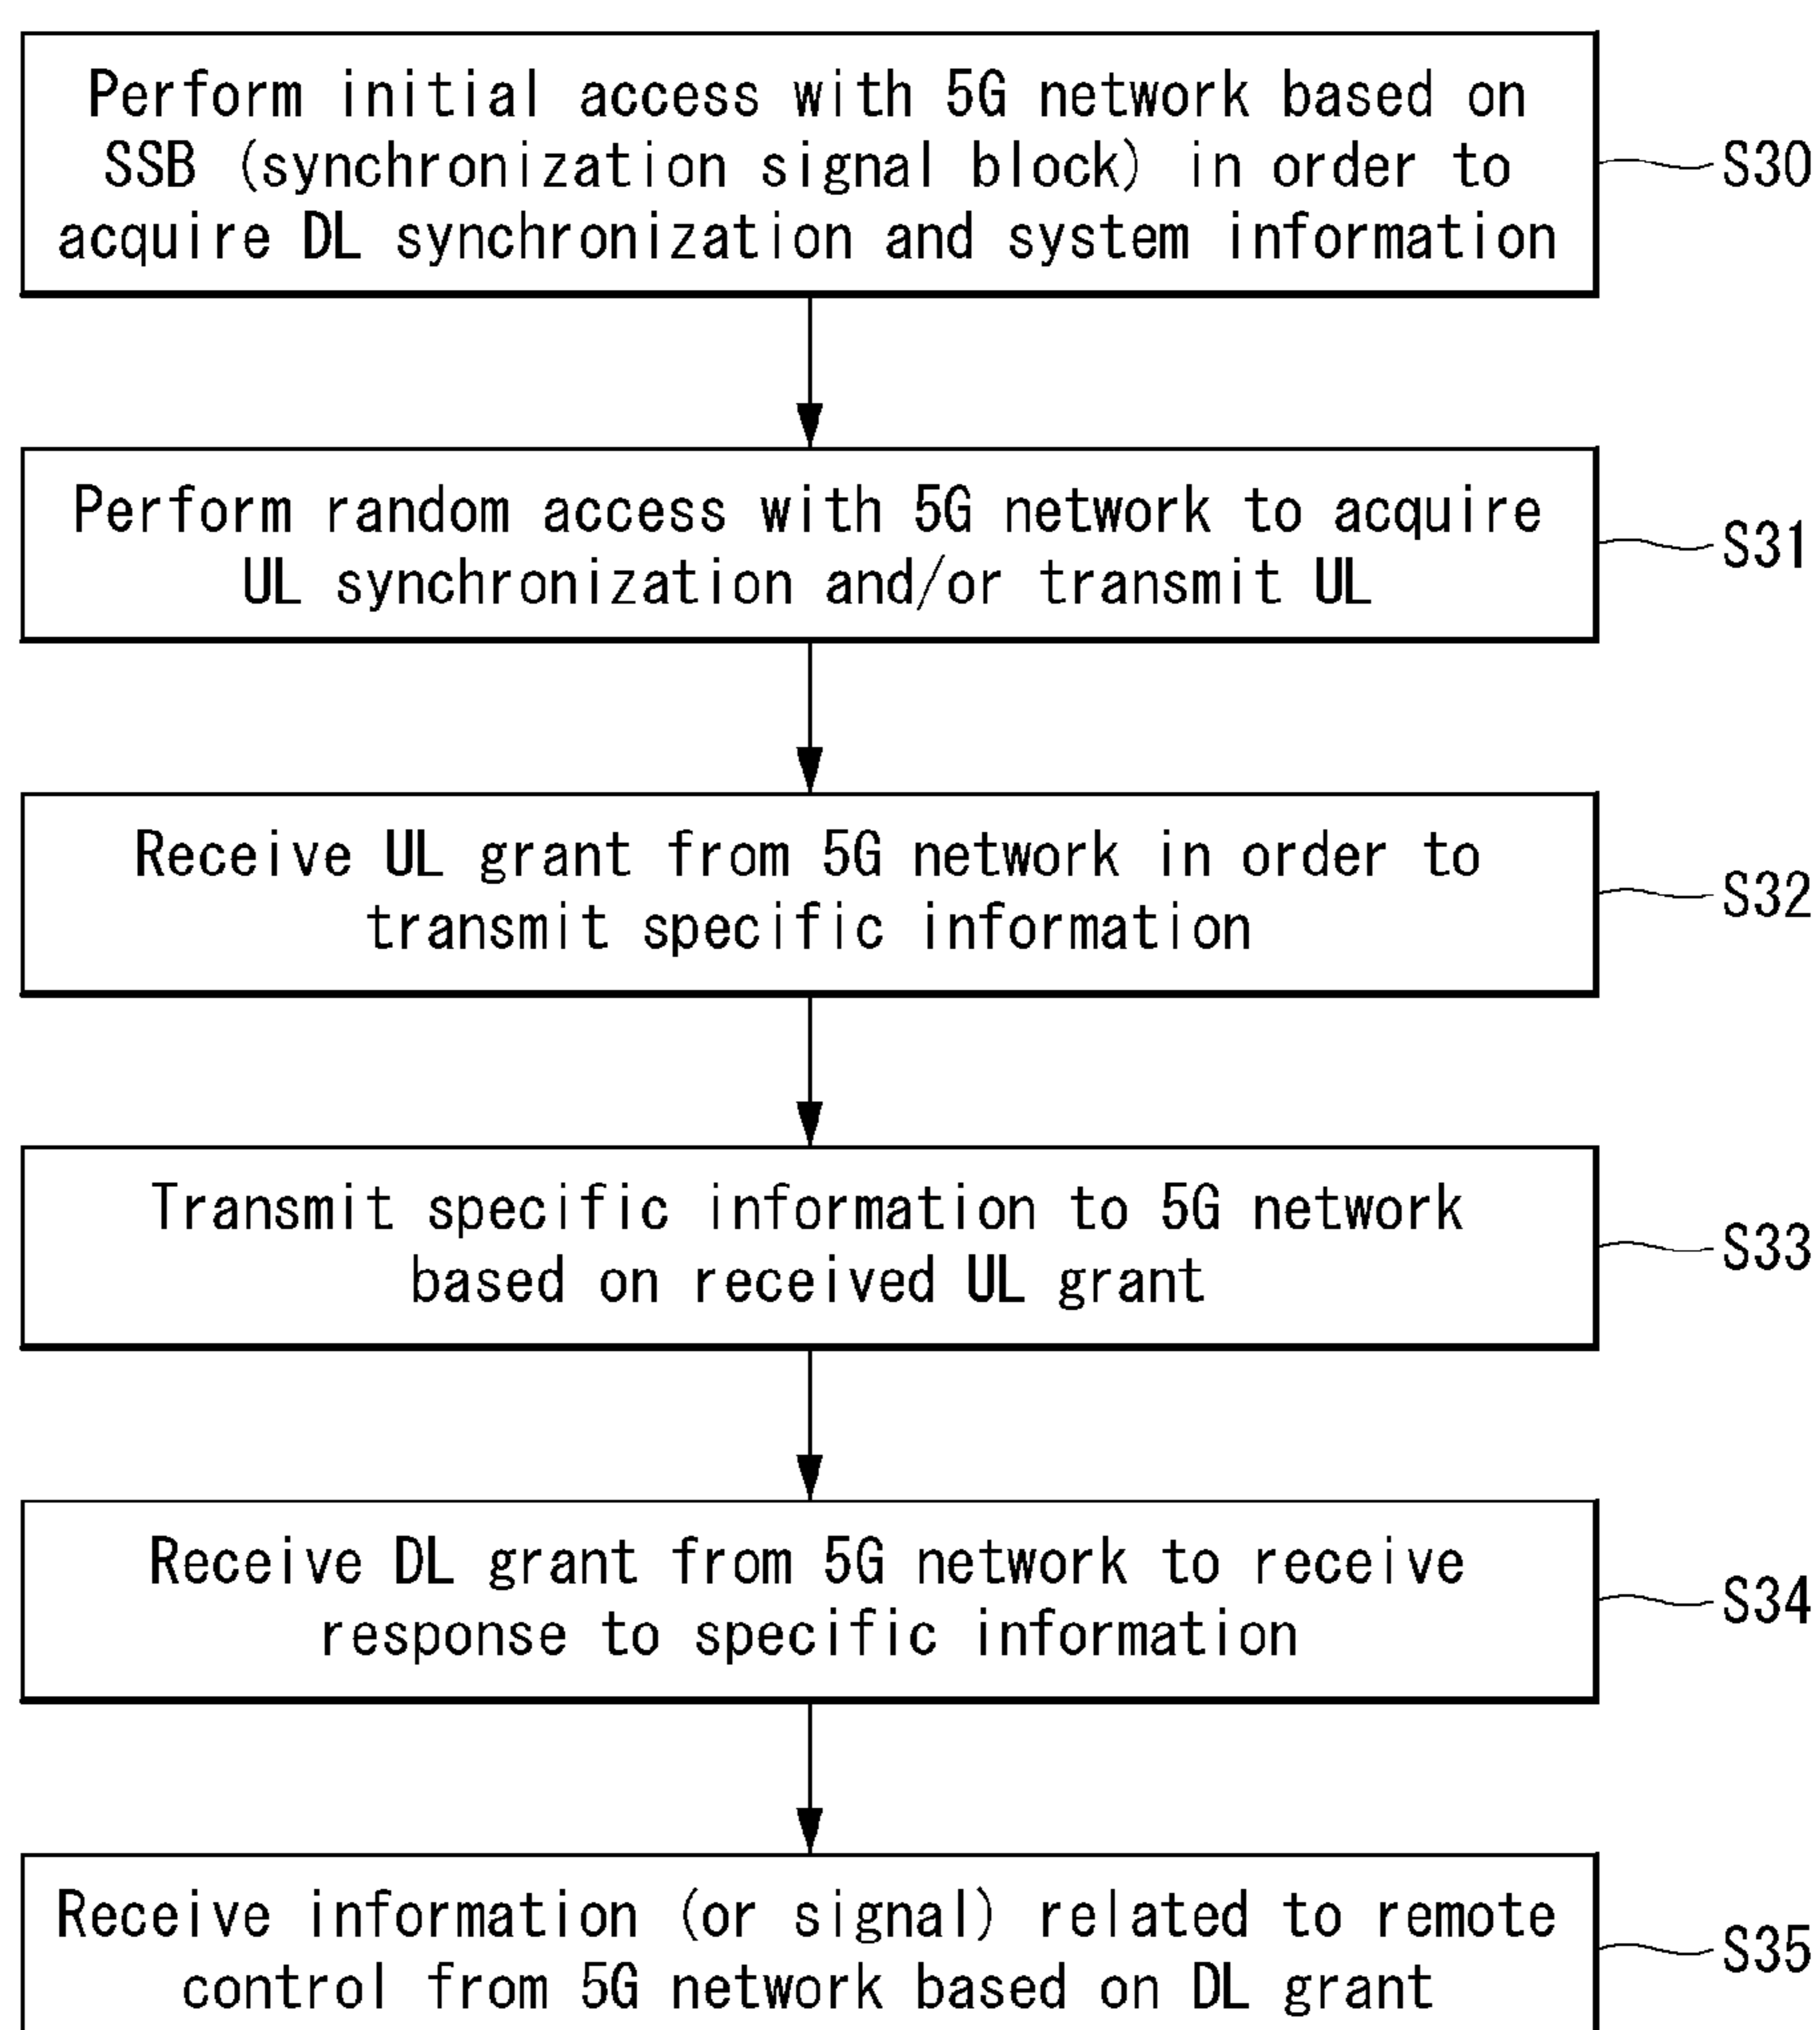 Perform initial access with 5G network based on
SSB (synchronization signal block) in order to
acquire DL synchronization and system information
S30
Perform random access with 5G network to acquire
UL synchronization and/or transmit UL
S31
Receive UL grant from 5G network in order to
transmit specific information
S32
Transmit specific information to 5G network
based on received UL grant
S33
Receive DL grant from 5G network to receive
response to specific information
S34
Receive information (or signal) related to remote
control from 5G network based on DL grant
S35